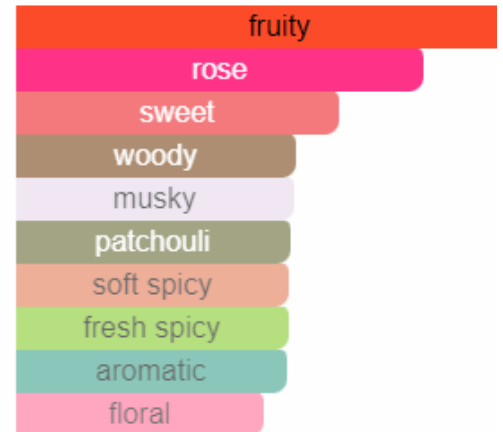 fruity
rose
sweet
woody
musky
patchouli
soft spicy
fresh spicy
aromatic
floral